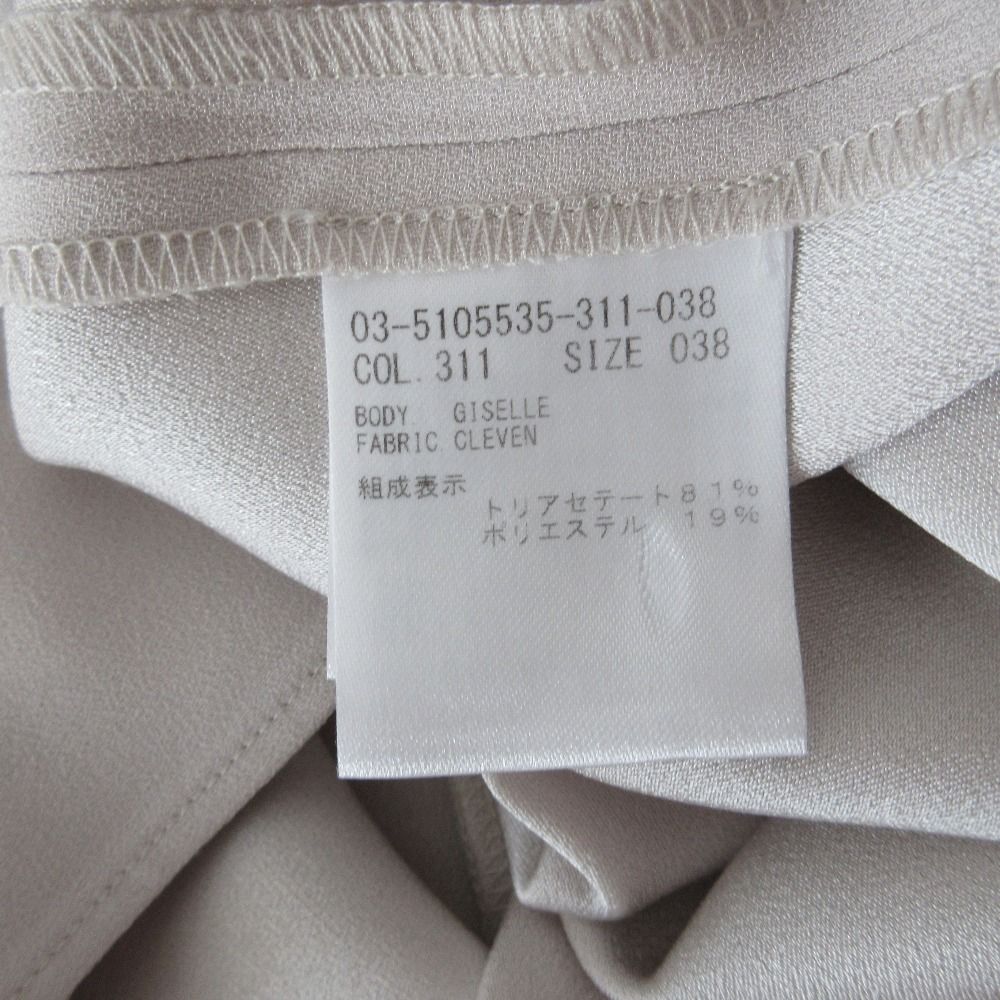 03-5105535-311-038
COL. 311 SIZE 038
BODY. GISELLE
FABRIC CLEVEN
組成表示
トリアセテート81%
ポリエステル 19%